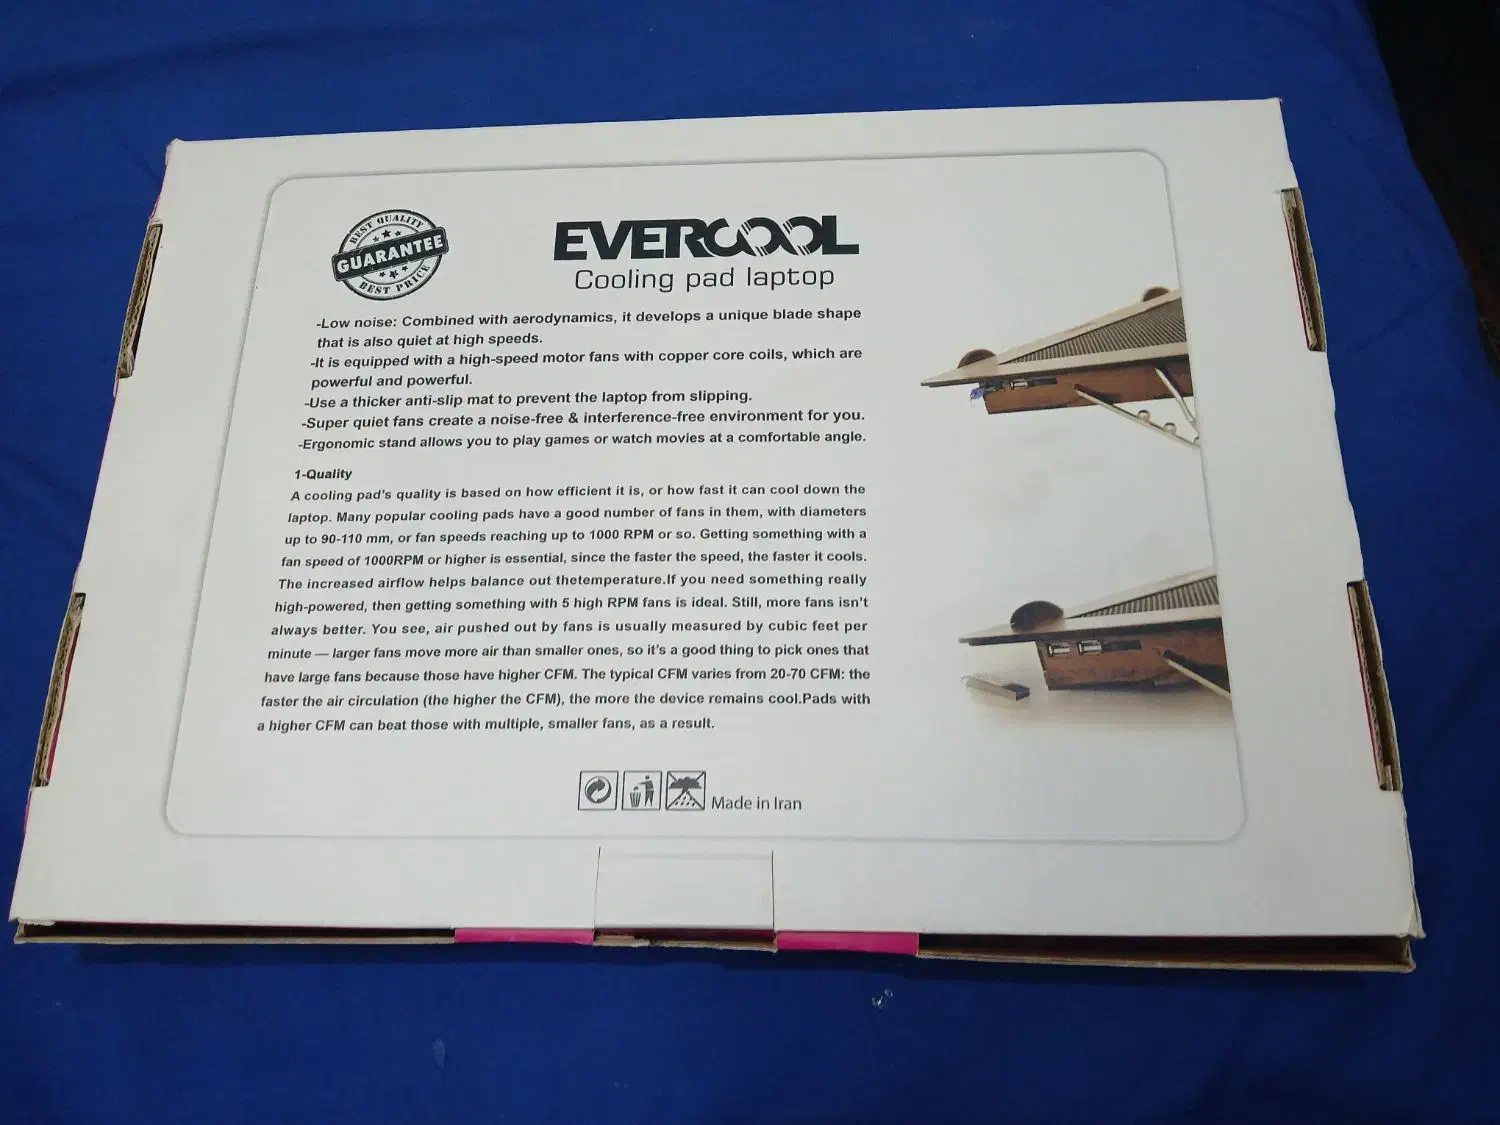 BEST QUALITY
GUARANTEE
BEST PRICE
EVERCOOL
Cooling pad laptop
-Low noise: Combined with aerodynamics, it develops a unique blade shape
that is also quiet at high speeds.
-It is equipped with a high-speed motor fans with copper core coils, which are
powerful and powerful.
-Use a thicker anti-slip mat to prevent the laptop from slipping.
-Super quiet fans create a noise-free & interference-free environment for you.
-Ergonomic stand allows you to play games or watch movies at a comfortable angle.
1-Quality
A cooling pad's quality is based on how efficient it is, or how fast it can cool down the
laptop. Many popular cooling pads have a good number of fans in them, with diameters
up to 90-110 mm, or fan speeds reaching up to 1000 RPM or so. Getting something with a
fan speed of 1000RPM or higher is essential, since the faster the speed, the faster it cools.
The increased airflow helps balance out thetemperature.If you need something really
high-powered, then getting something with 5 high RPM fans is ideal. Still, more fans isn't
always better. You see, air pushed out by fans is usually measured by cubic feet per
minute — larger fans move more air than smaller ones, so it's a good thing to pick ones that
have large fans because those have higher CFM. The typical CFM varies from 20-70 CFM: the
faster the air circulation (the higher the CFM), the more the device remains cool.Pads with
a higher CFM can beat those with multiple, smaller fans, as a result.
Made in Iran